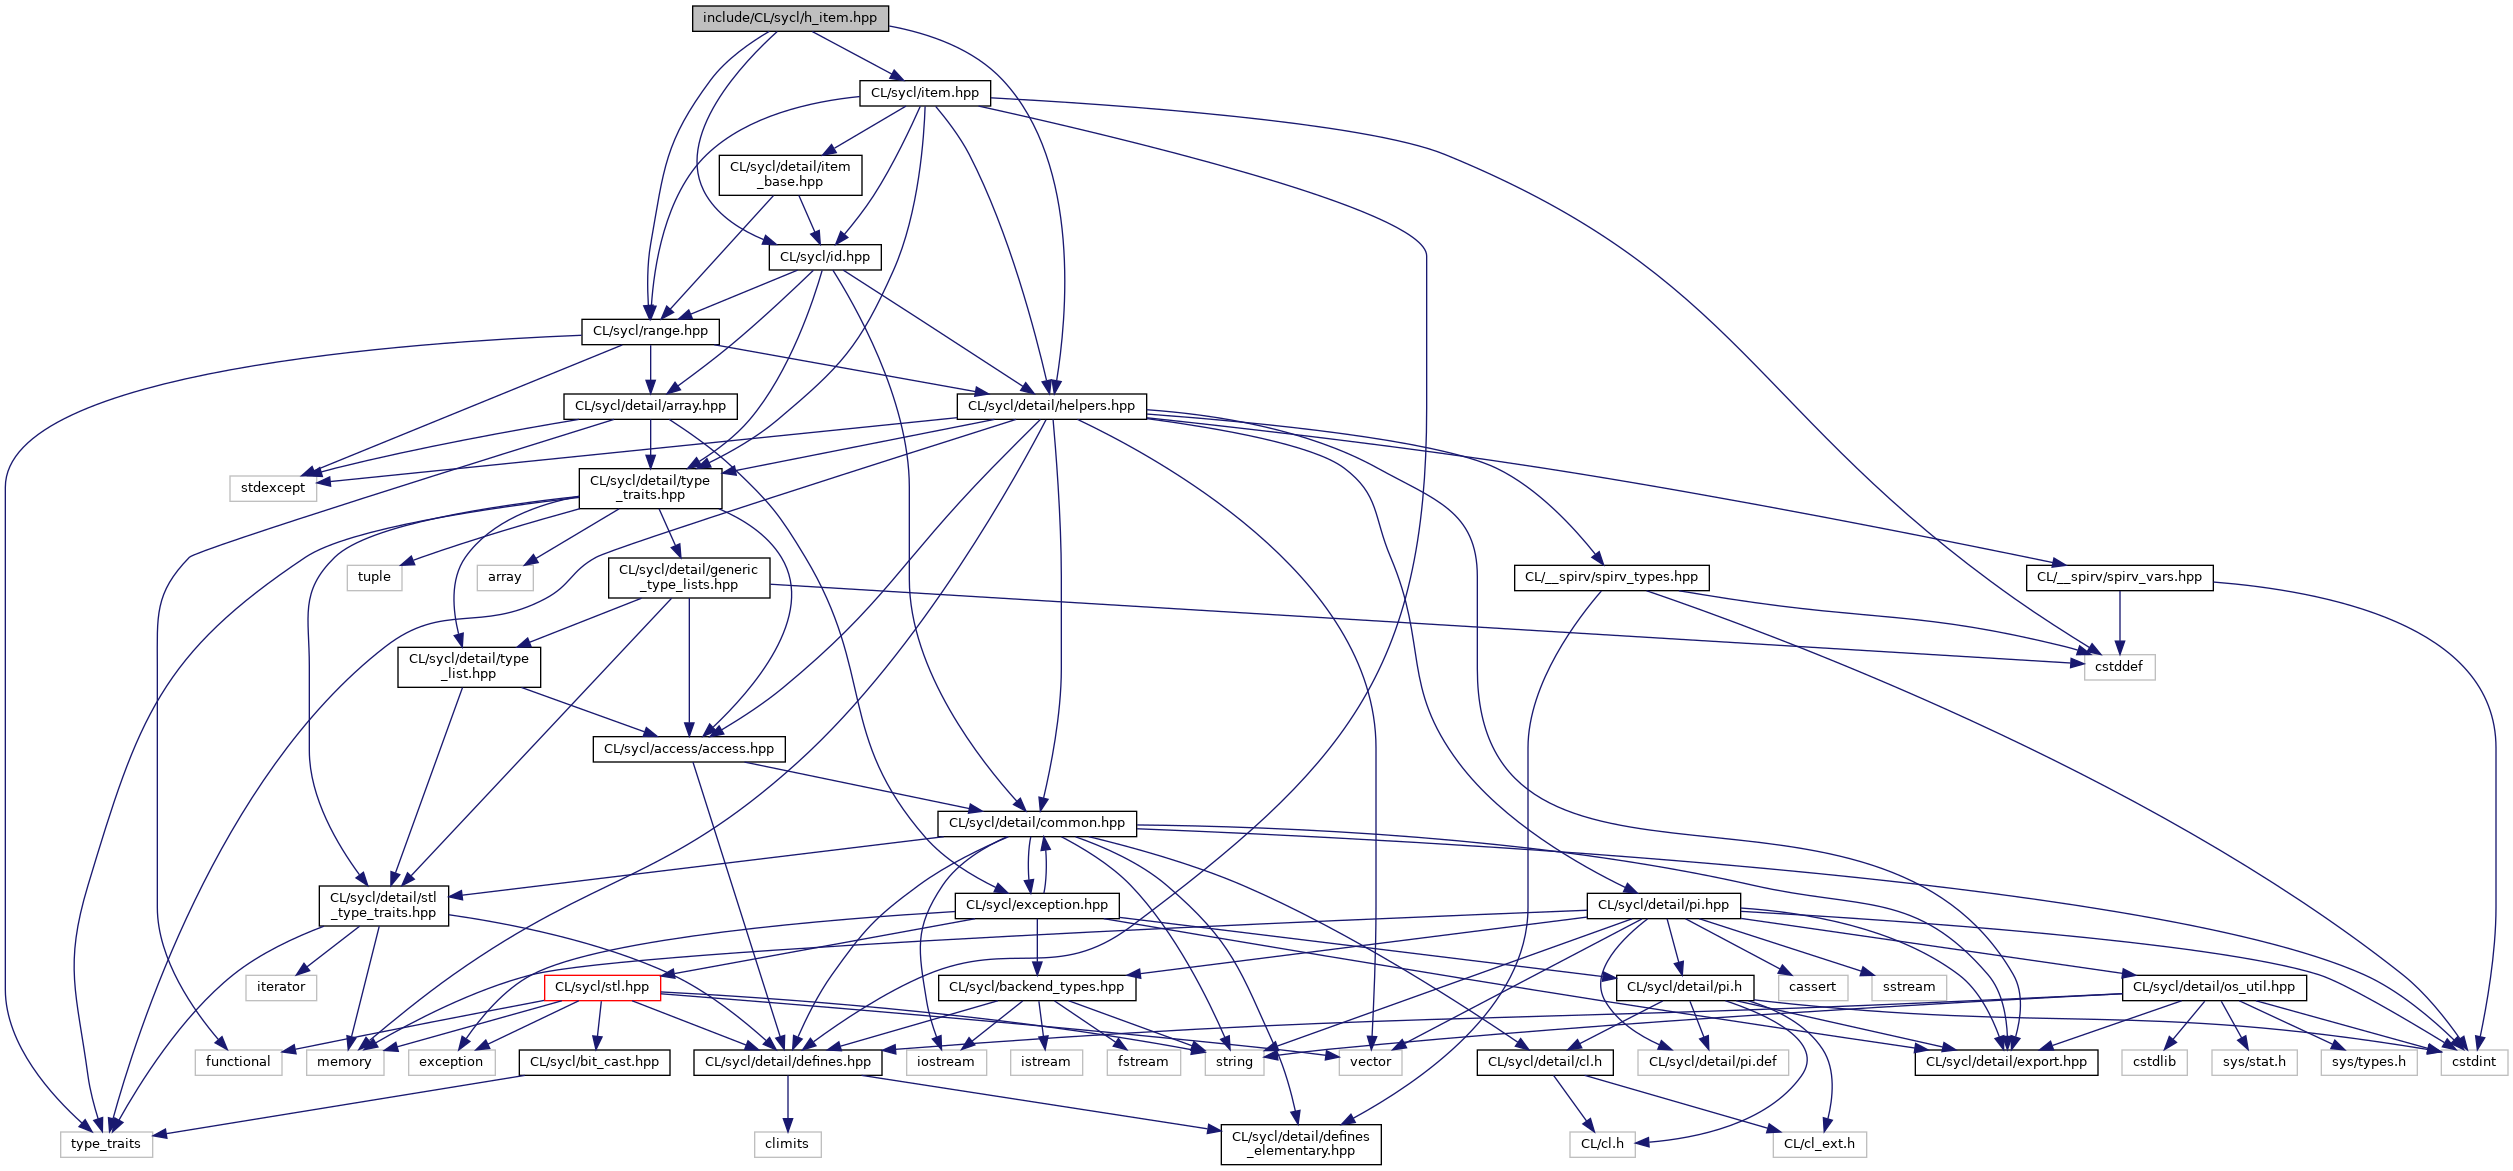 include/CL/sycl/h_item.hpp
CL/sycl/item.hpp
CL/sycl/detail/item
_base.hpp
CL/sycl/id.hpp
CL/sycl/range.hpp
CL/sycl/detail/array.hpp
CL/sycl/detail/helpers.hpp
stdexcept
CL/sycl/detail/type
_traits.hpp
tuple
array
CL/sycl/detail/generic
_type_lists.hpp
CL/__spirv/spirv_types.hpp
CL/__spirv/spirv_vars.hpp
CL/sycl/detail/type
_list.hpp
cstddef
CL/sycl/access/access.hpp
CL/sycl/detail/common.hpp
CL/sycl/detail/stl
_type_traits.hpp
CL/sycl/exception.hpp
CL/sycl/detail/pi.hpp
iterator
CL/sycl/stl.hpp
CL/sycl/backend_types.hpp
CL/sycl/detail/pi.h
cassert
sstream
CL/sycl/detail/os_util.hpp
functional
memory
exception
CL/sycl/bit_cast.hpp
CL/sycl/detail/defines.hpp
iostream
istream
fstream
string
vector
CL/sycl/detail/cl.h
CL/sycl/detail/pi.def
CL/sycl/detail/export.hpp
cstdlib
sys/stat.h
sys/types.h
cstdint
type_traits
climits
CL/sycl/detail/defines
_elementary.hpp
CL/cl.h
CL/cl_ext.h